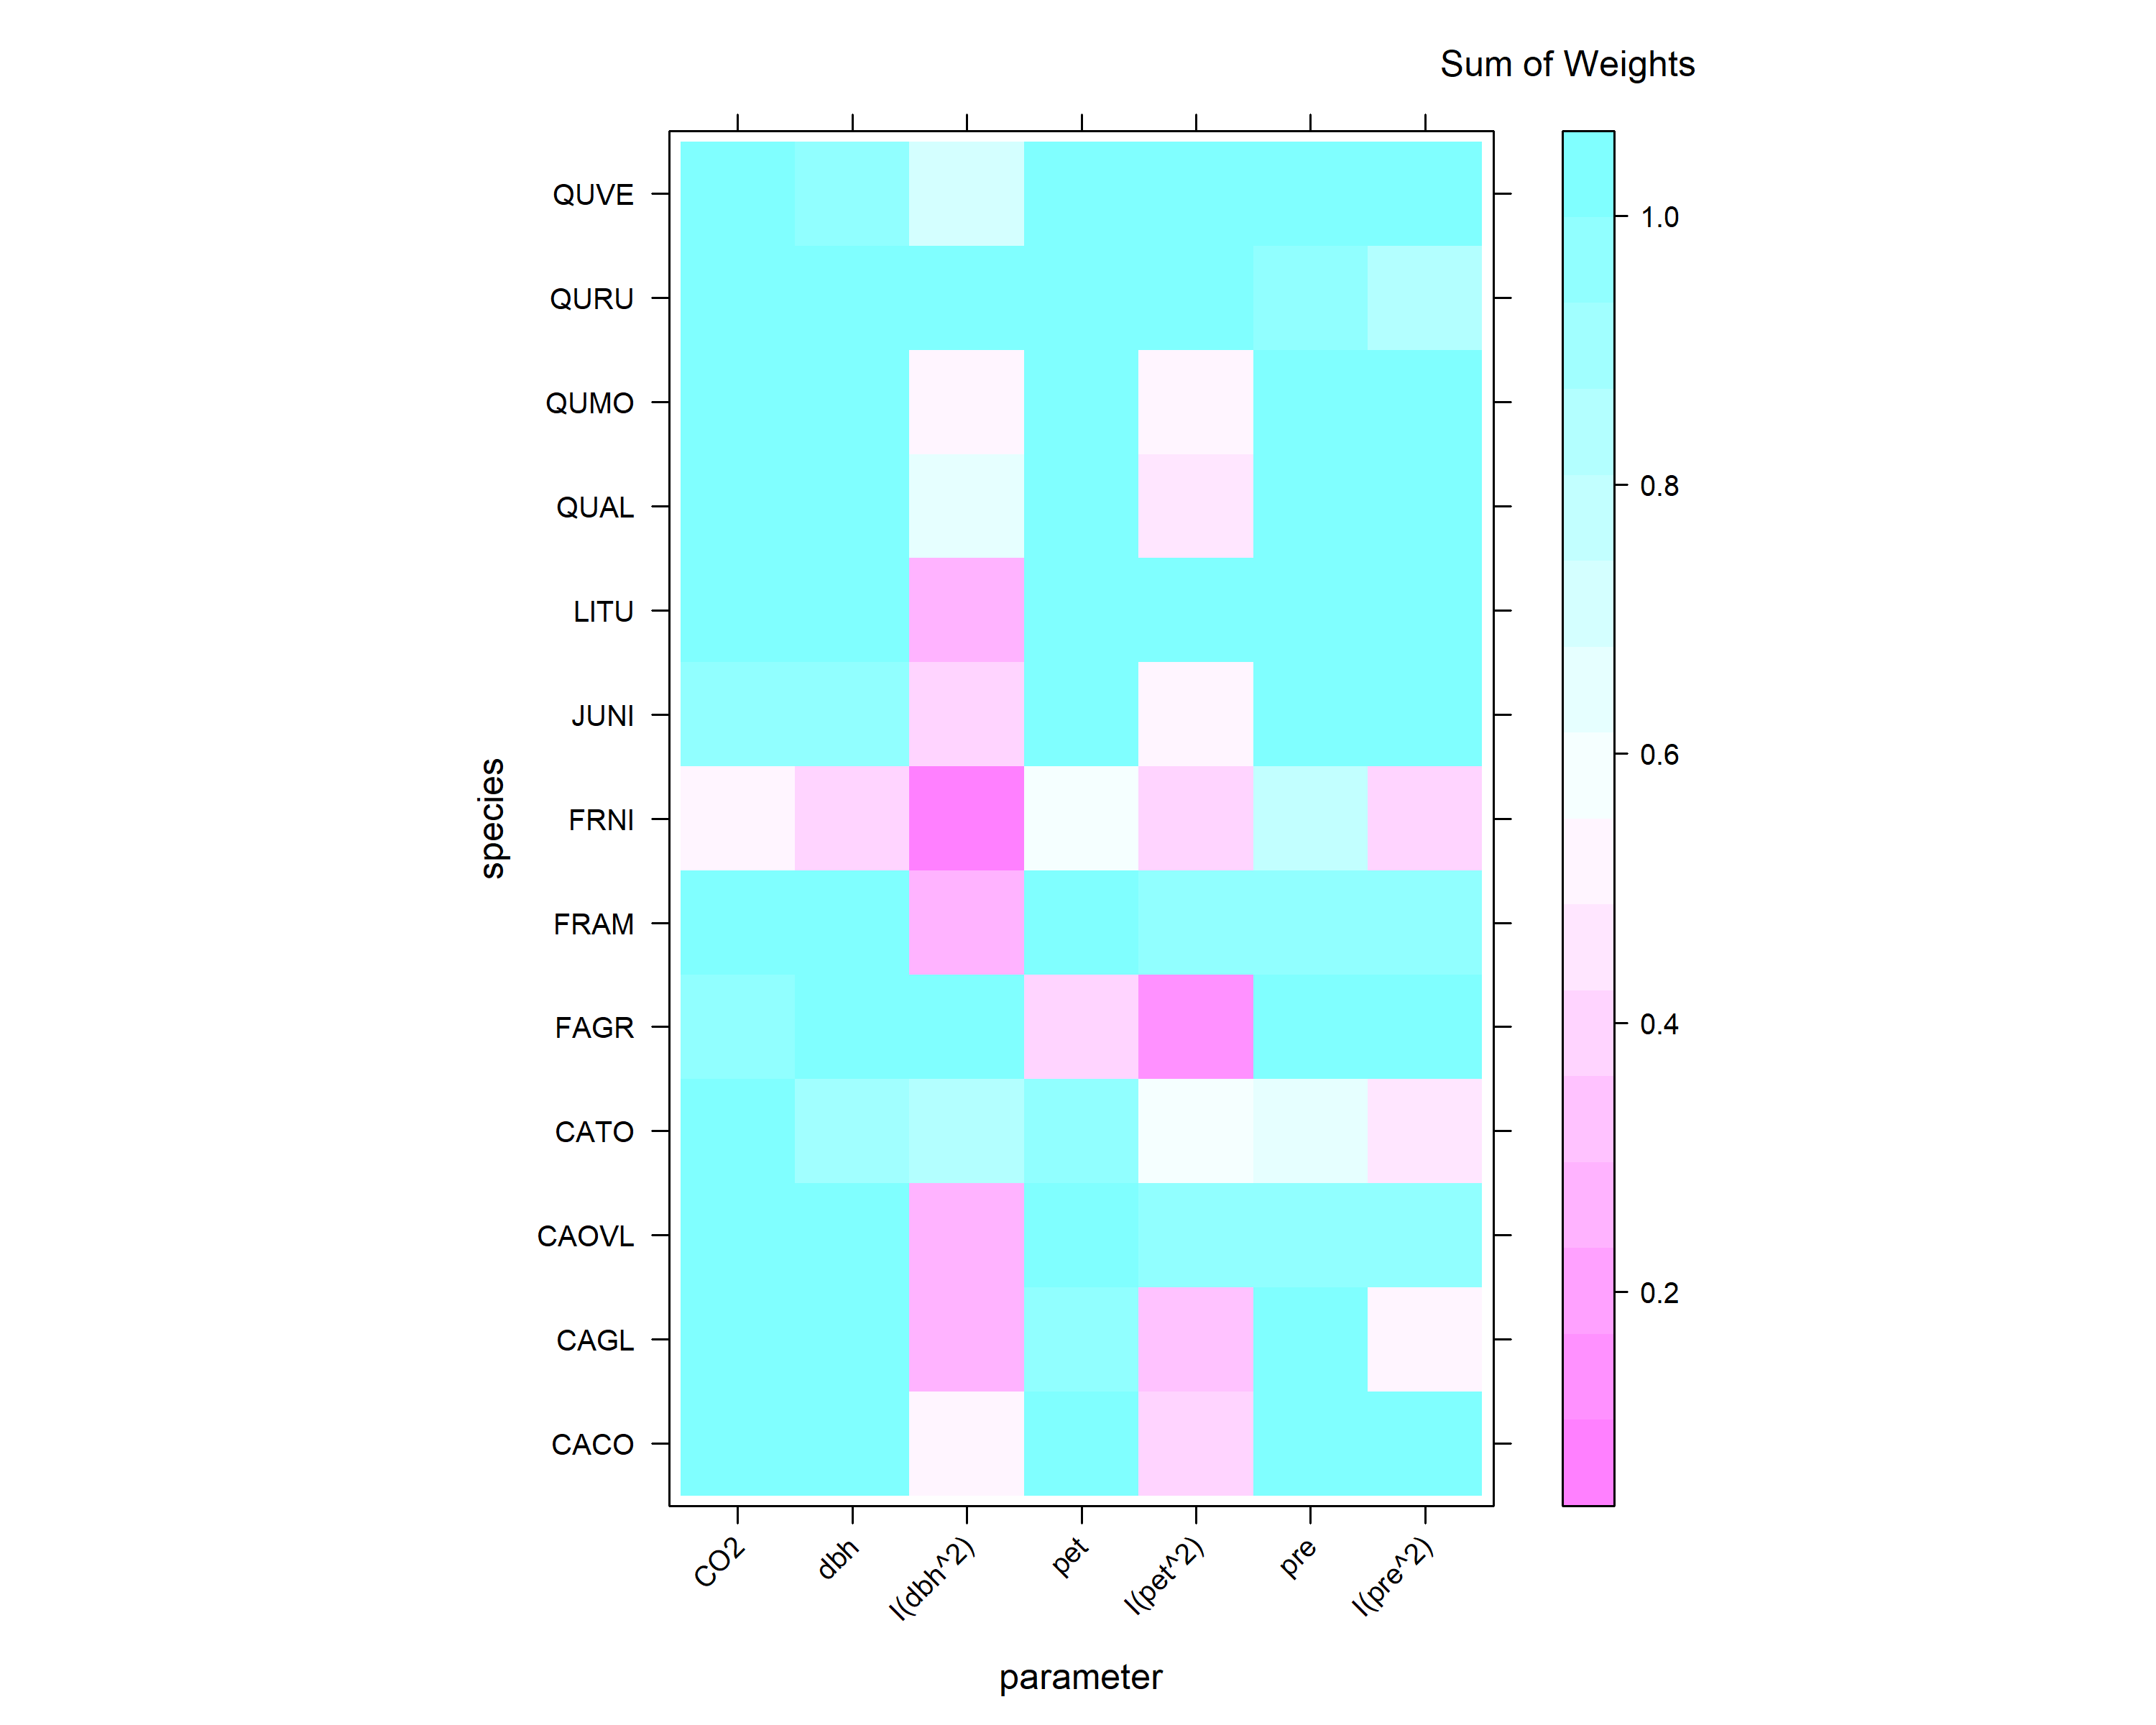 Sum of Weights
QUVE
QURU
QUMO
QUAL
LITU
JUNI
FRNI
FRAM
FAGR
CATO
CAOVL
CAGL
CACO
species
1.0
0.8
0.6
0.4
0.2
CO2
dbh
I(dbh^2)
pet
I(pet^2)
pre
I(pre^2)
parameter